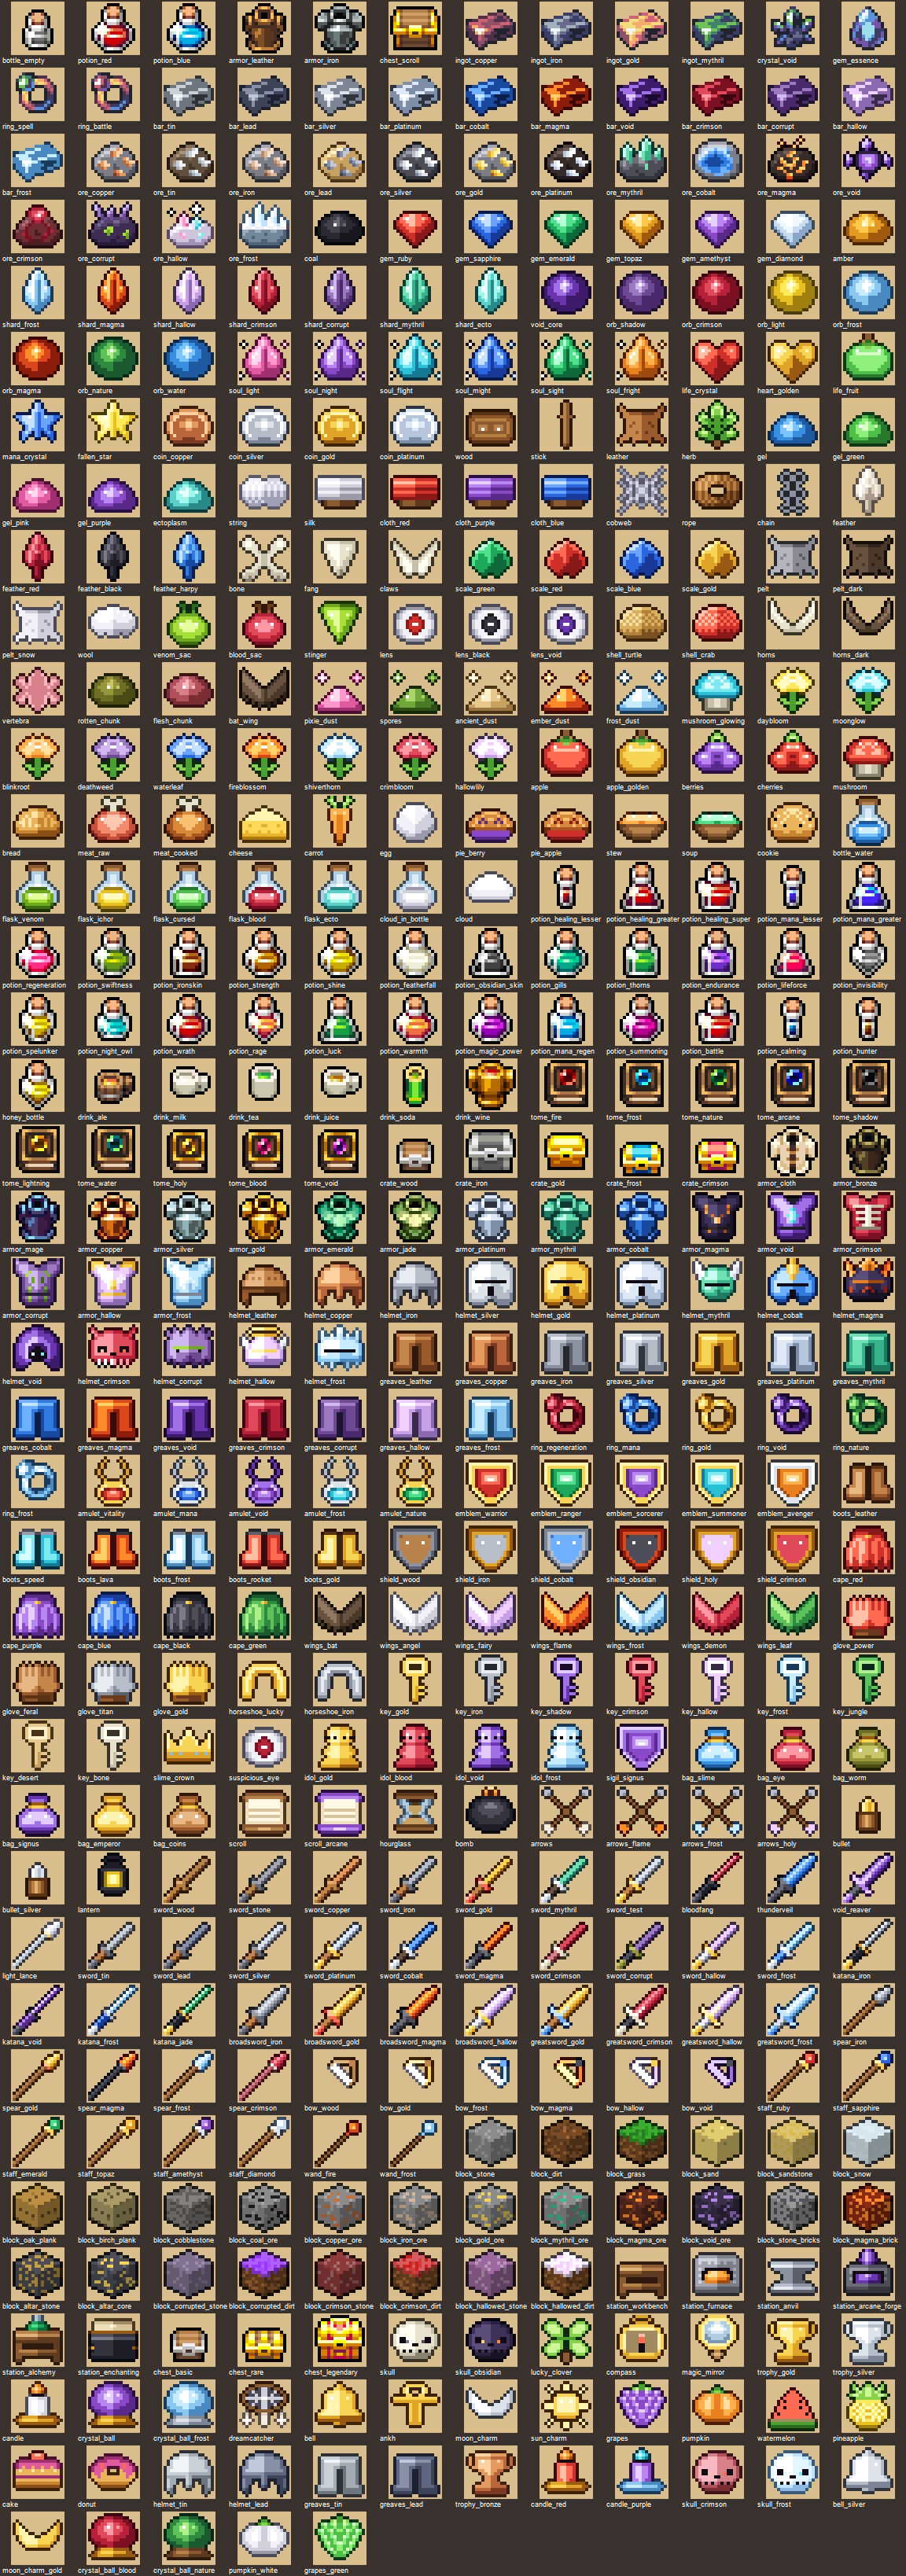 bottle_empty potion_red potion_blue armor_leather armor_iron chest_scroll ingot_copper ingot_iron ingot_gold ingot_mythril crystal_void gem_essence
ring_spell ring_battle bar_tin bar_lead bar_silver bar_platinum bar_cobalt bar_magma bar_void bar_crimson bar_corrupt bar_hallow
bar_frost ore_copper ore_tin ore_iron ore_lead ore_silver ore_gold ore_platinum ore_mythril ore_cobalt ore_magma ore_void
ore_crimson ore_corrupt ore_hallow ore_frost coal gem_ruby gem_sapphire gem_emerald gem_topaz gem_amethyst gem_diamond amber
shard_frost shard_magma shard_hallow shard_crimson shard_corrupt shard_mythril shard_ecto void_core orb_shadow orb_crimson orb_light orb_frost
orb_magma orb_nature orb_water soul_light soul_night soul_flight soul_might soul_sight soul_fright life_crystal heart_golden life_fruit
mana_crystal fallen_star coin_copper coin_silver coin_gold coin_platinum wood stick leather herb gel gel_green
gel_pink gel_purple ectoplasm string silk cloth_red cloth_purple cloth_blue cobweb rope chain feather
feather_red feather_black feather_harpy bone fang claws scale_green scale_red scale_blue scale_gold pelt pelt_dark
pelt_snow wool venom_sac blood_sac stinger lens lens_black lens_void shell_turtle shell_crab horns horns_dark
vertebra rotten_chunk flesh_chunk bat_wing pixie_dust spores ancient_dust ember_dust frost_dust mushroom_glowing daybloom moonglow
blinkroot deathweed waterleaf fireblossom shiverthorn crimbloom hallowlily apple apple_golden berries cherries mushroom
bread meat_raw meat_cooked cheese carrot egg pie_berry pie_apple stew soup cookie bottle_water
flask_venom flask_ichor flask_cursed flask_blood flask_ecto cloud_in_bottle cloud potion_healing_lesser potion_healing_greater potion_healing_super potion_mana_lesser potion_mana_greater
potion_regeneration potion_swiftness potion_ironskin potion_strength potion_shine potion_featherfall potion_obsidian_skin potion_gills potion_thorns potion_endurance potion_lifeforce potion_invisibility
potion_spelunker potion_night_owl potion_wrath potion_rage potion_luck potion_warmth potion_magic_power potion_mana_regen potion_summoning potion_battle potion_calming potion_hunter
honey_bottle drink_ale drink_milk drink_tea drink_juice drink_soda drink_wine tome_fire tome_frost tome_nature tome_arcane tome_shadow
tome_lightning tome_water tome_holy tome_blood tome_void crate_wood crate_iron crate_gold crate_frost crate_crimson armor_cloth armor_bronze
armor_mage armor_copper armor_silver armor_gold armor_emerald armor_jade armor_platinum armor_mythril armor_cobalt armor_magma armor_void armor_crimson
armor_corrupt armor_hallow armor_frost helmet_leather helmet_copper helmet_iron helmet_silver helmet_gold helmet_platinum helmet_mythril helmet_cobalt helmet_magma
helmet_void helmet_crimson helmet_corrupt helmet_hallow helmet_frost greaves_leather greaves_copper greaves_iron greaves_silver greaves_gold greaves_platinum greaves_mythril
greaves_cobalt greaves_magma greaves_void greaves_crimson greaves_corrupt greaves_hallow greaves_frost ring_regeneration ring_mana ring_gold ring_void ring_nature
ring_frost amulet_vitality amulet_mana amulet_void amulet_frost amulet_nature emblem_warrior emblem_ranger emblem_sorcerer emblem_summoner emblem_avenger boots_leather
boots_speed boots_lava boots_frost boots_rocket boots_gold shield_wood shield_iron shield_cobalt shield_obsidian shield_holy shield_crimson cape_red
cape_purple cape_blue cape_black cape_green wings_bat wings_angel wings_fairy wings_flame wings_frost wings_demon wings_leaf glove_power
glove_feral glove_titan glove_gold horseshoe_lucky horseshoe_iron key_gold key_iron key_shadow key_crimson key_hallow key_frost key_jungle
key_desert key_bone slime_crown suspicious_eye idol_gold idol_blood idol_void idol_frost sigil_signus bag_slime bag_eye bag_worm
bag_signus bag_emperor bag_coins scroll scroll_arcane hourglass bomb arrows arrows_flame arrows_frost arrows_holy bullet
bullet_silver lantern sword_wood sword_stone sword_copper sword_iron sword_gold sword_mythril sword_test bloodfang thunderveil void_reaver
light_lance sword_tin sword_lead sword_silver sword_platinum sword_cobalt sword_magma sword_crimson sword_corrupt sword_hallow sword_frost katana_iron
katana_void katana_frost katana_jade broadsword_iron broadsword_gold broadsword_magma broadsword_hallow greatsword_gold greatsword_crimson greatsword_hallow greatsword_frost spear_iron
spear_gold spear_magma spear_frost spear_crimson bow_wood bow_gold bow_frost bow_magma bow_hallow bow_void staff_ruby staff_sapphire
staff_emerald staff_topaz staff_amethyst staff_diamond wand_fire wand_frost block_stone block_dirt block_grass block_sand block_sandstone block_snow
block_oak_plank block_birch_plank block_cobblestone block_coal_ore block_copper_ore block_iron_ore block_gold_ore block_mythril_ore block_magma_ore block_void_ore block_stone_bricks block_magma_brick
block_altar_stone block_altar_core block_corrupted_stone block_corrupted_dirt block_crimson_stone block_crimson_dirt block_hallowed_stone block_hallowed_dirt station_workbench station_furnace station_anvil station_arcane_forge
station_alchemy station_enchanting chest_basic chest_rare chest_legendary skull skull_obsidian lucky_clover compass magic_mirror trophy_gold trophy_silver
candle crystal_ball crystal_ball_frost dreamcatcher bell ankh moon_charm sun_charm grapes pumpkin watermelon pineapple
cake donut helmet_tin helmet_lead greaves_tin greaves_lead trophy_bronze candle_red candle_purple skull_crimson skull_frost bell_silver
moon_charm_gold crystal_ball_blood crystal_ball_nature pumpkin_white grapes_green